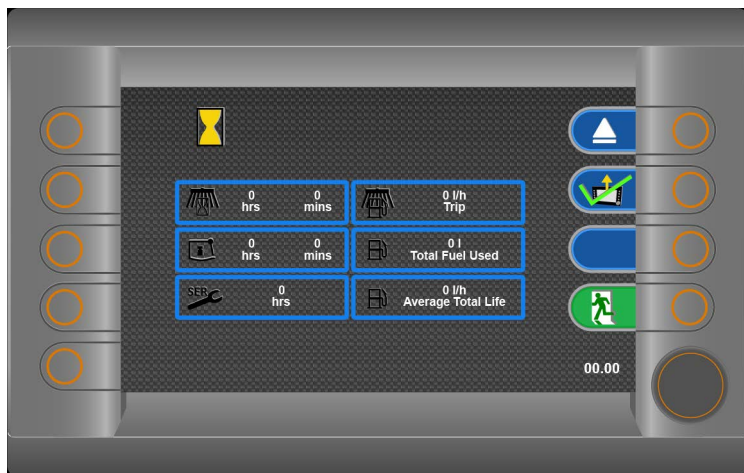 0 0
hrs mins
0 l/h
Trip
0 0
hrs mins
0 l
Total Fuel Used
SER
0
hrs
0 l/h
Average Total Life
00.00